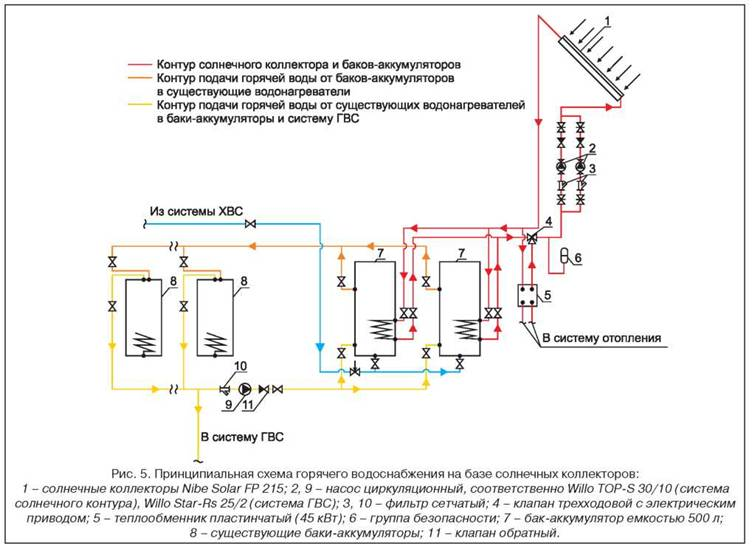 Контур солнечного коллектора и баков-аккумуляторов
Контур подачи горячей воды от баков-аккумуляторов
в существующие водонагреватели
Контур подачи горячей воды от существующих водонагревателей
в баки-аккумуляторы и систему ГВС
1
2
3
Из системы ХВС
4
7
7
6
8
8
5
В систему отопления
10
9
11
В систему ГВС
Рис. 5. Принципиальная схема горячего водоснабжения на базе солнечных коллекторов:
1 – солнечные коллекторы Nibe Solar FP 215; 2, 9 – насос циркуляционный, соответственно Willo TOP-S 30/10 (система
солнечного контура), Willo Star-Rs 25/2 (система ГВС); 3, 10 – фильтр сетчатый; 4 – клапан трехходовой с электрическим
приводом; 5 – теплообменник пластинчатый (45 кВт); 6 – группа безопасности; 7 – бак-аккумулятор емкостью 500 л;
8 – существующие баки-аккумуляторы; 11 – клапан обратный.